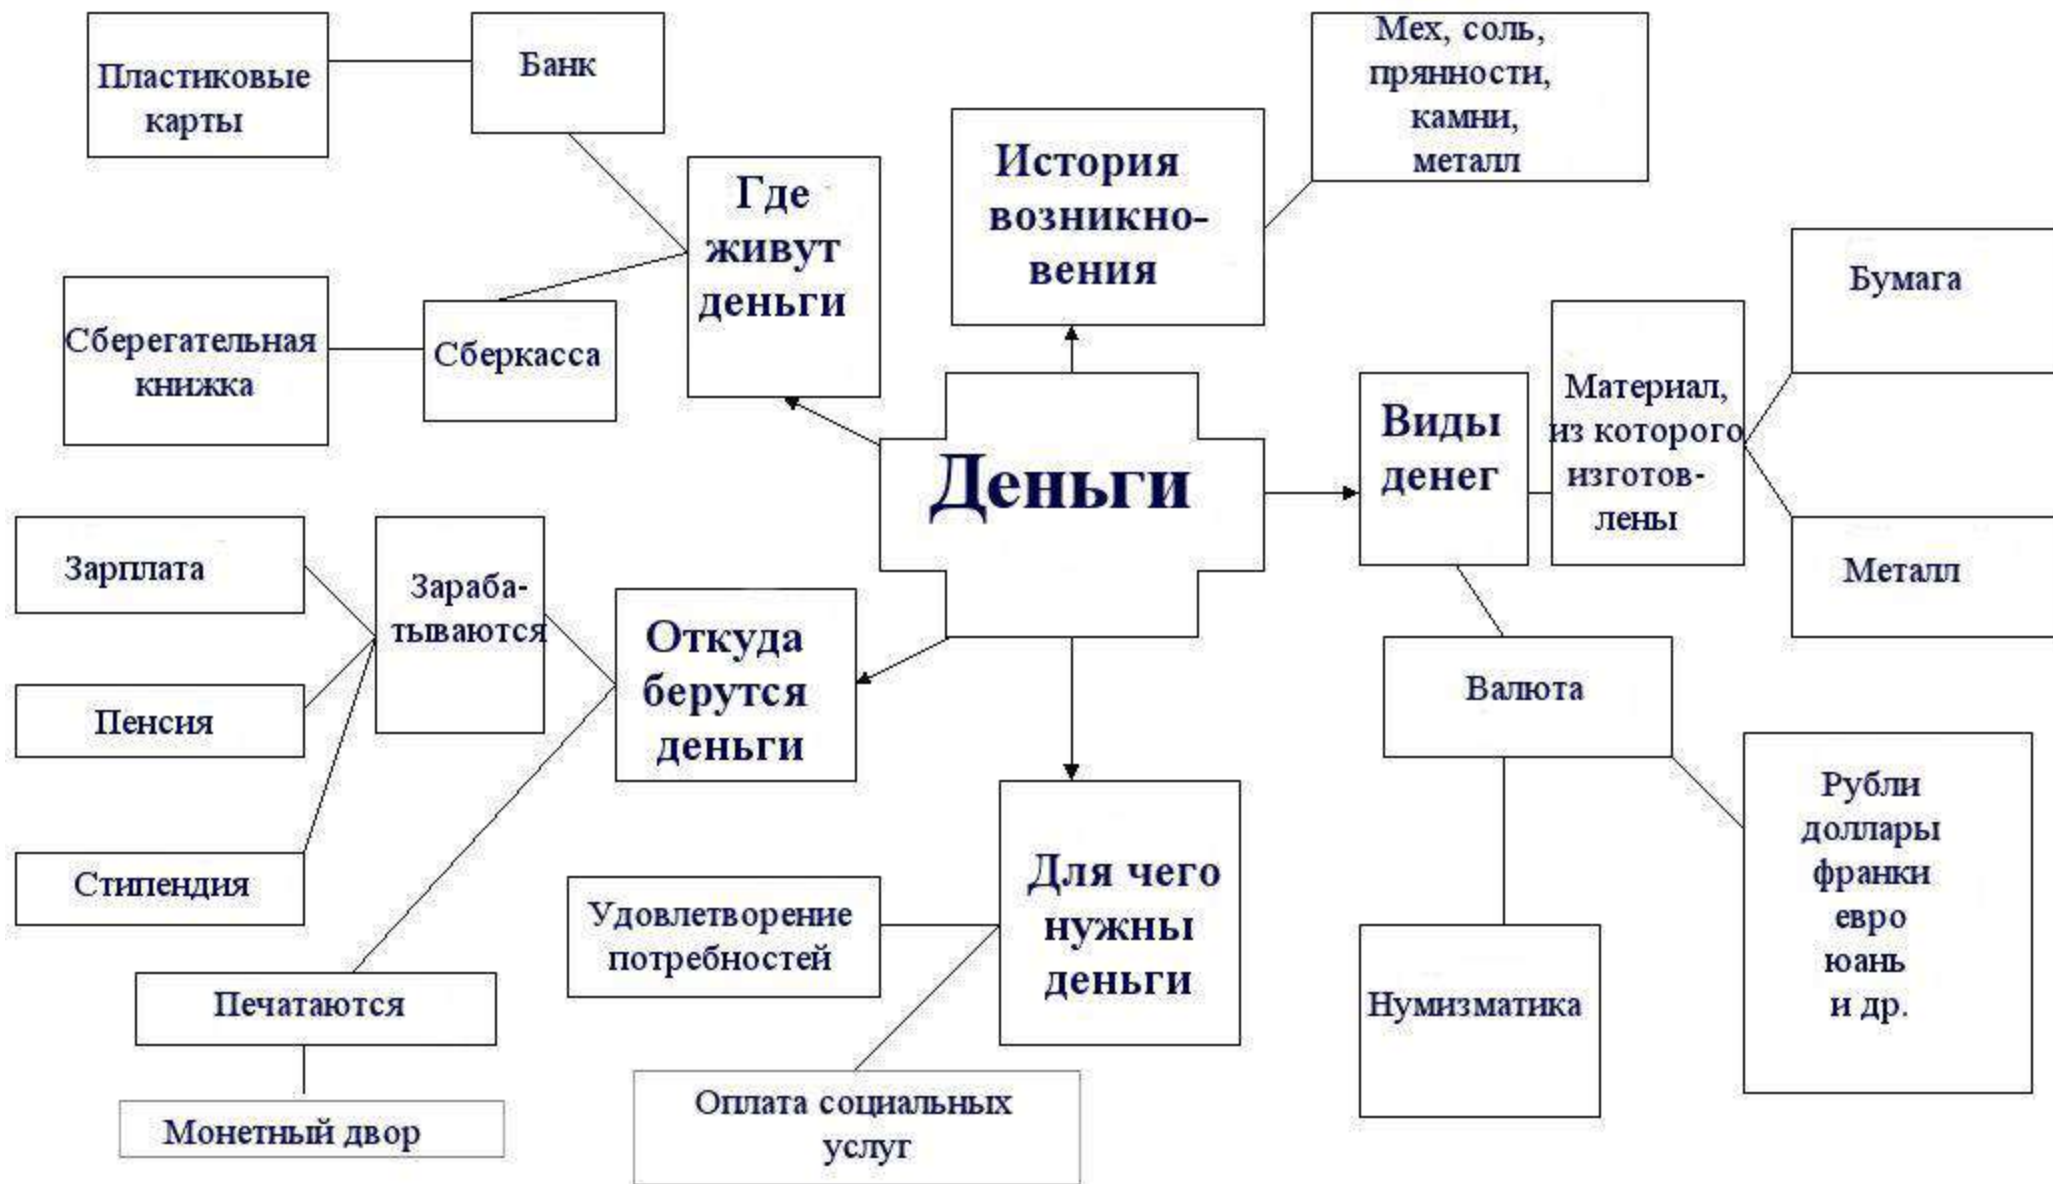 Пластиковые
карты
Банк
Где
живут
деньги
Сберегательная
книжка
Сберкасса
История
возникно-
вения
Мех, соль,
прянности,
камни,
металл
Деньги
Виды
денег
Материал,
из которого
изготов-
лены
Бумага
Металл
Валюта
Рубли
доллары
франки
евро
юань
и др.
Нумизматика
Зарплата
Пенсия
Стипендия
Зараба-
тываются
Откуда
берутся
деньги
Печатаются
Монетный двор
Для чего
нужны
деньги
Удовлетворение
потребностей
Оплата социальных
услуг